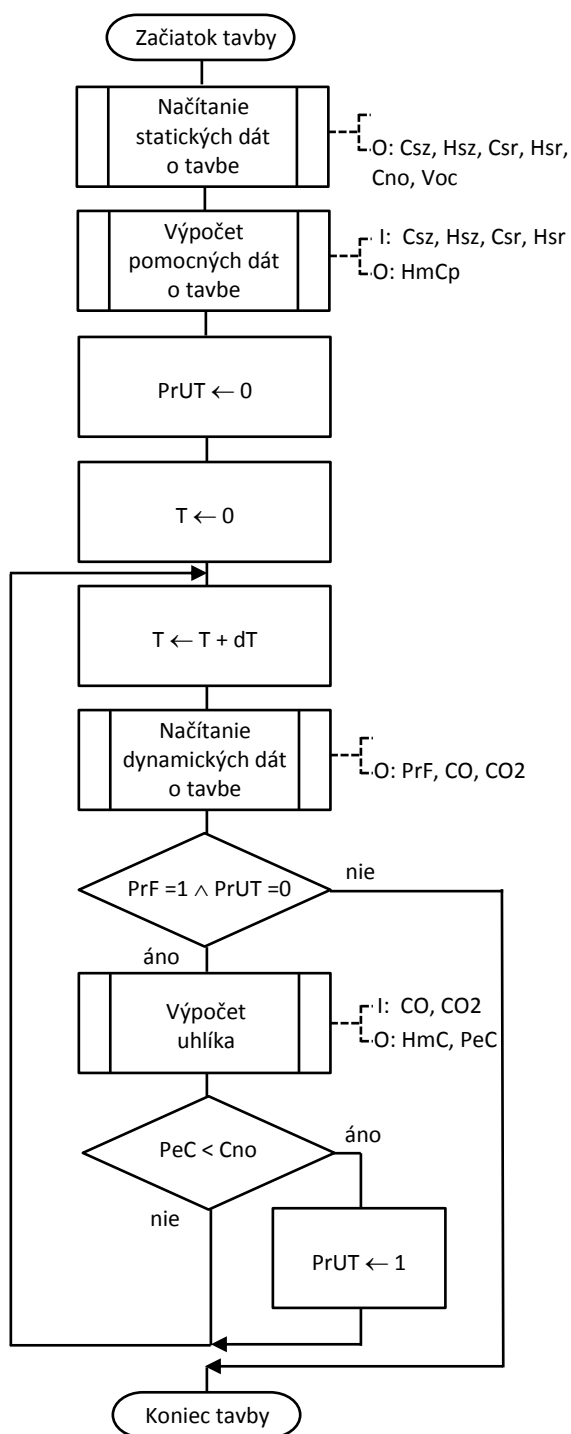 Začiatok tavby
Načítanie
statických dát
o tavbe
O: Csz, Hsz, Csr, Hsr,
Cno, Voc
Výpočet
pomocných dát
o tavbe
I: Csz, Hsz, Csr, Hsr
O: HmCp
PrUT ← 0
T ← 0
T ← T + dT
Načítanie
dynamických dát
o tavbe
O: PrF, CO, CO2
PrF =1 ∧ PrUT =0
nie
áno
Výpočet
uhlíka
I: CO, CO2
O: HmC, PeC
PeC < Cno
áno
nie
PrUT ← 1
Koniec tavby